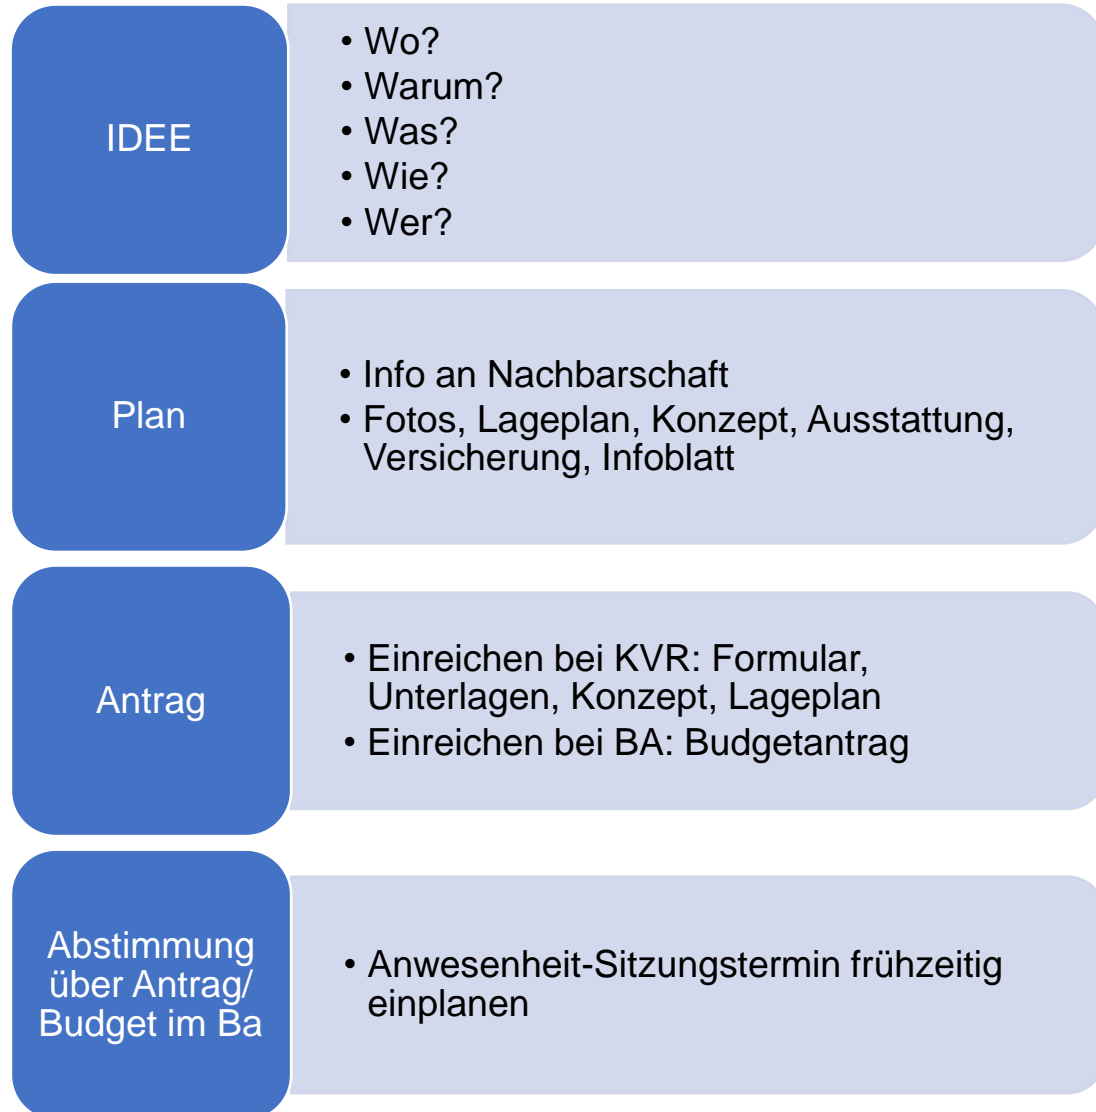 IDEE
• Wo?
• Warum?
• Was?
• Wie?
• Wer?
Plan
• Info an Nachbarschaft
• Fotos, Lageplan, Konzept, Ausstattung,
Versicherung, Infoblatt
Antrag
• Einreichen bei KVR: Formular,
Unterlagen, Konzept, Lageplan
• Einreichen bei BA: Budgetantrag
Abstimmung
über Antrag/
Budget im Ba
• Anwesenheit-Sitzungstermin frühzeitig
einplanen